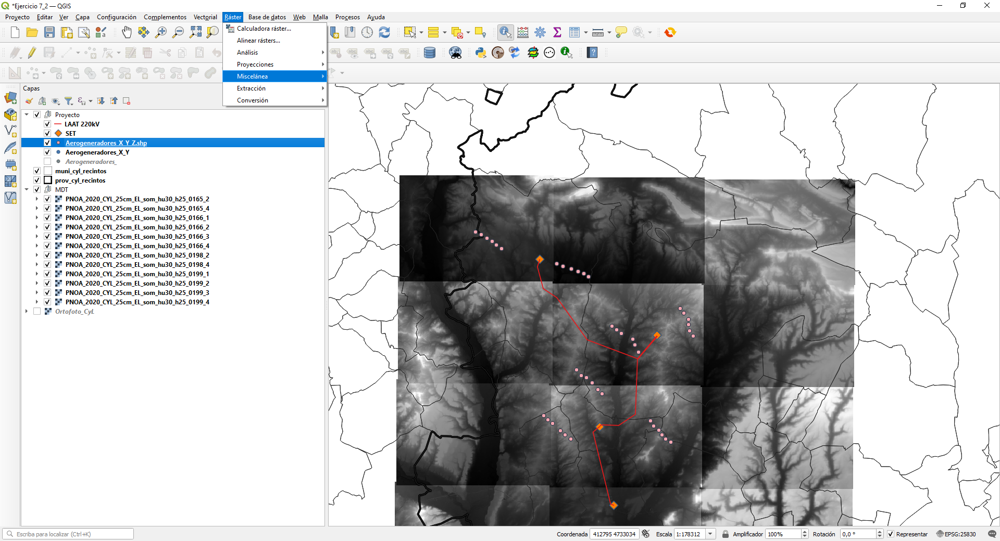 *Ejercicio 7_2 — QGIS
Proyecto Editar Ver Capa Configuración Complementos Vectorial Ráster Base de datos Web Malla Procesos Ayuda
Calculadora ráster...
Alinear rásters...
Análisis
Proyecciones
Miscelánea
Extracción
Conversión
Capas
Proyecto
LAAT 220kV
SET
Aerogeneradores_X_Y_Z.shp
Aerogeneradores_X_Y
Aerogeneradores_
muni_cyl_recintos
prov_cyl_recintos
MDT
PNOA_2020_CYL_25cm_EL_som_hu30_h25_0165_2
PNOA_2020_CYL_25cm_EL_som_hu30_h25_0165_4
PNOA_2020_CYL_25cm_EL_som_hu30_h25_0166_1
PNOA_2020_CYL_25cm_EL_som_hu30_h25_0166_2
PNOA_2020_CYL_25cm_EL_som_hu30_h25_0166_3
PNOA_2020_CYL_25cm_EL_som_hu30_h25_0166_4
PNOA_2020_CYL_25cm_EL_som_hu30_h25_0198_2
PNOA_2020_CYL_25cm_EL_som_hu30_h25_0198_4
PNOA_2020_CYL_25cm_EL_som_hu30_h25_0199_1
PNOA_2020_CYL_25cm_EL_som_hu30_h25_0199_2
PNOA_2020_CYL_25cm_EL_som_hu30_h25_0199_3
PNOA_2020_CYL_25cm_EL_som_hu30_h25_0199_4
Ortofoto_CyL
Escriba para localizar (Ctrl+K)
Coordenada 412795 4733034 Escala 1:178312 Amplificador 100% Rotación 0,0 ° Representar EPSG:25830